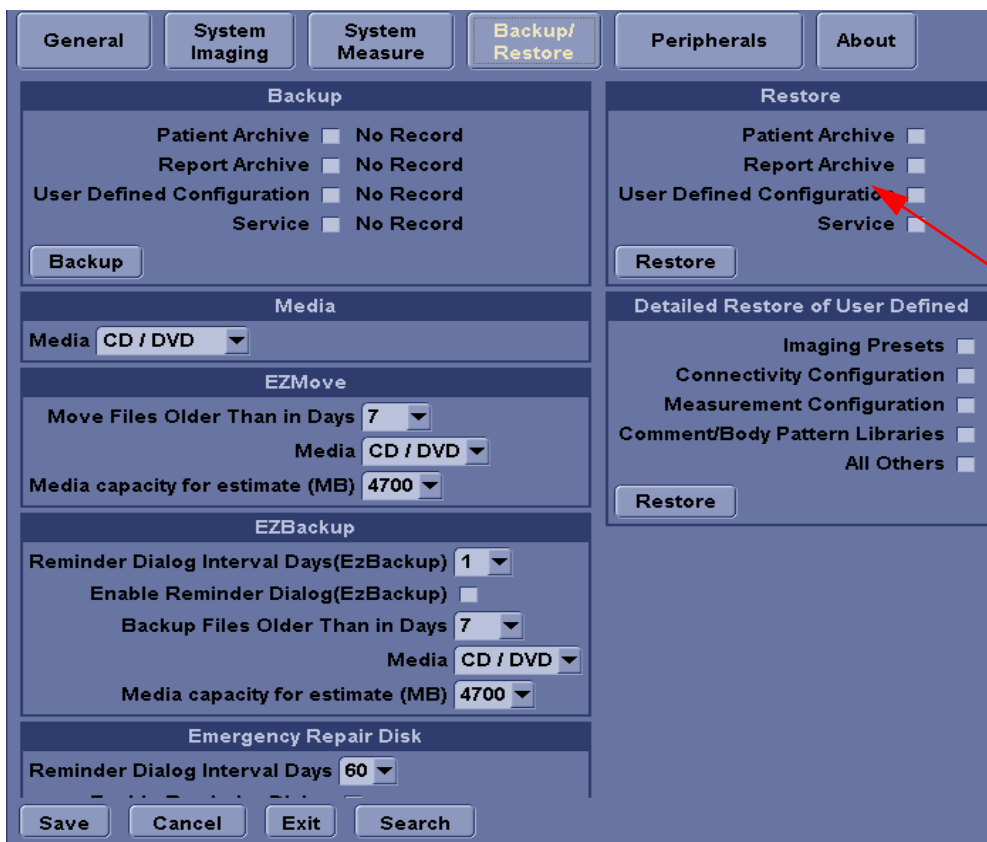 General
System Imaging
System Measure
Backup/ Restore
Peripherals
About
Backup
Patient Archive No Record
Report Archive No Record
User Defined Configuration No Record
Service No Record
Backup
Media
Media CD / DVD
EZMove
Move Files Older Than in Days 7
Media CD / DVD
Media capacity for estimate (MB) 4700
EZBackup
Reminder Dialog Interval Days(EzBackup) 1
Enable Reminder Dialog(EzBackup)
Backup Files Older Than in Days 7
Media CD / DVD
Media capacity for estimate (MB) 4700
Emergency Repair Disk
Reminder Dialog Interval Days 60
Restore
Patient Archive
Report Archive
User Defined Configuration
Service
Restore
Detailed Restore of User Defined
Imaging Presets
Connectivity Configuration
Measurement Configuration
Comment/Body Pattern Libraries
All Others
Restore
Save
Cancel
Exit
Search